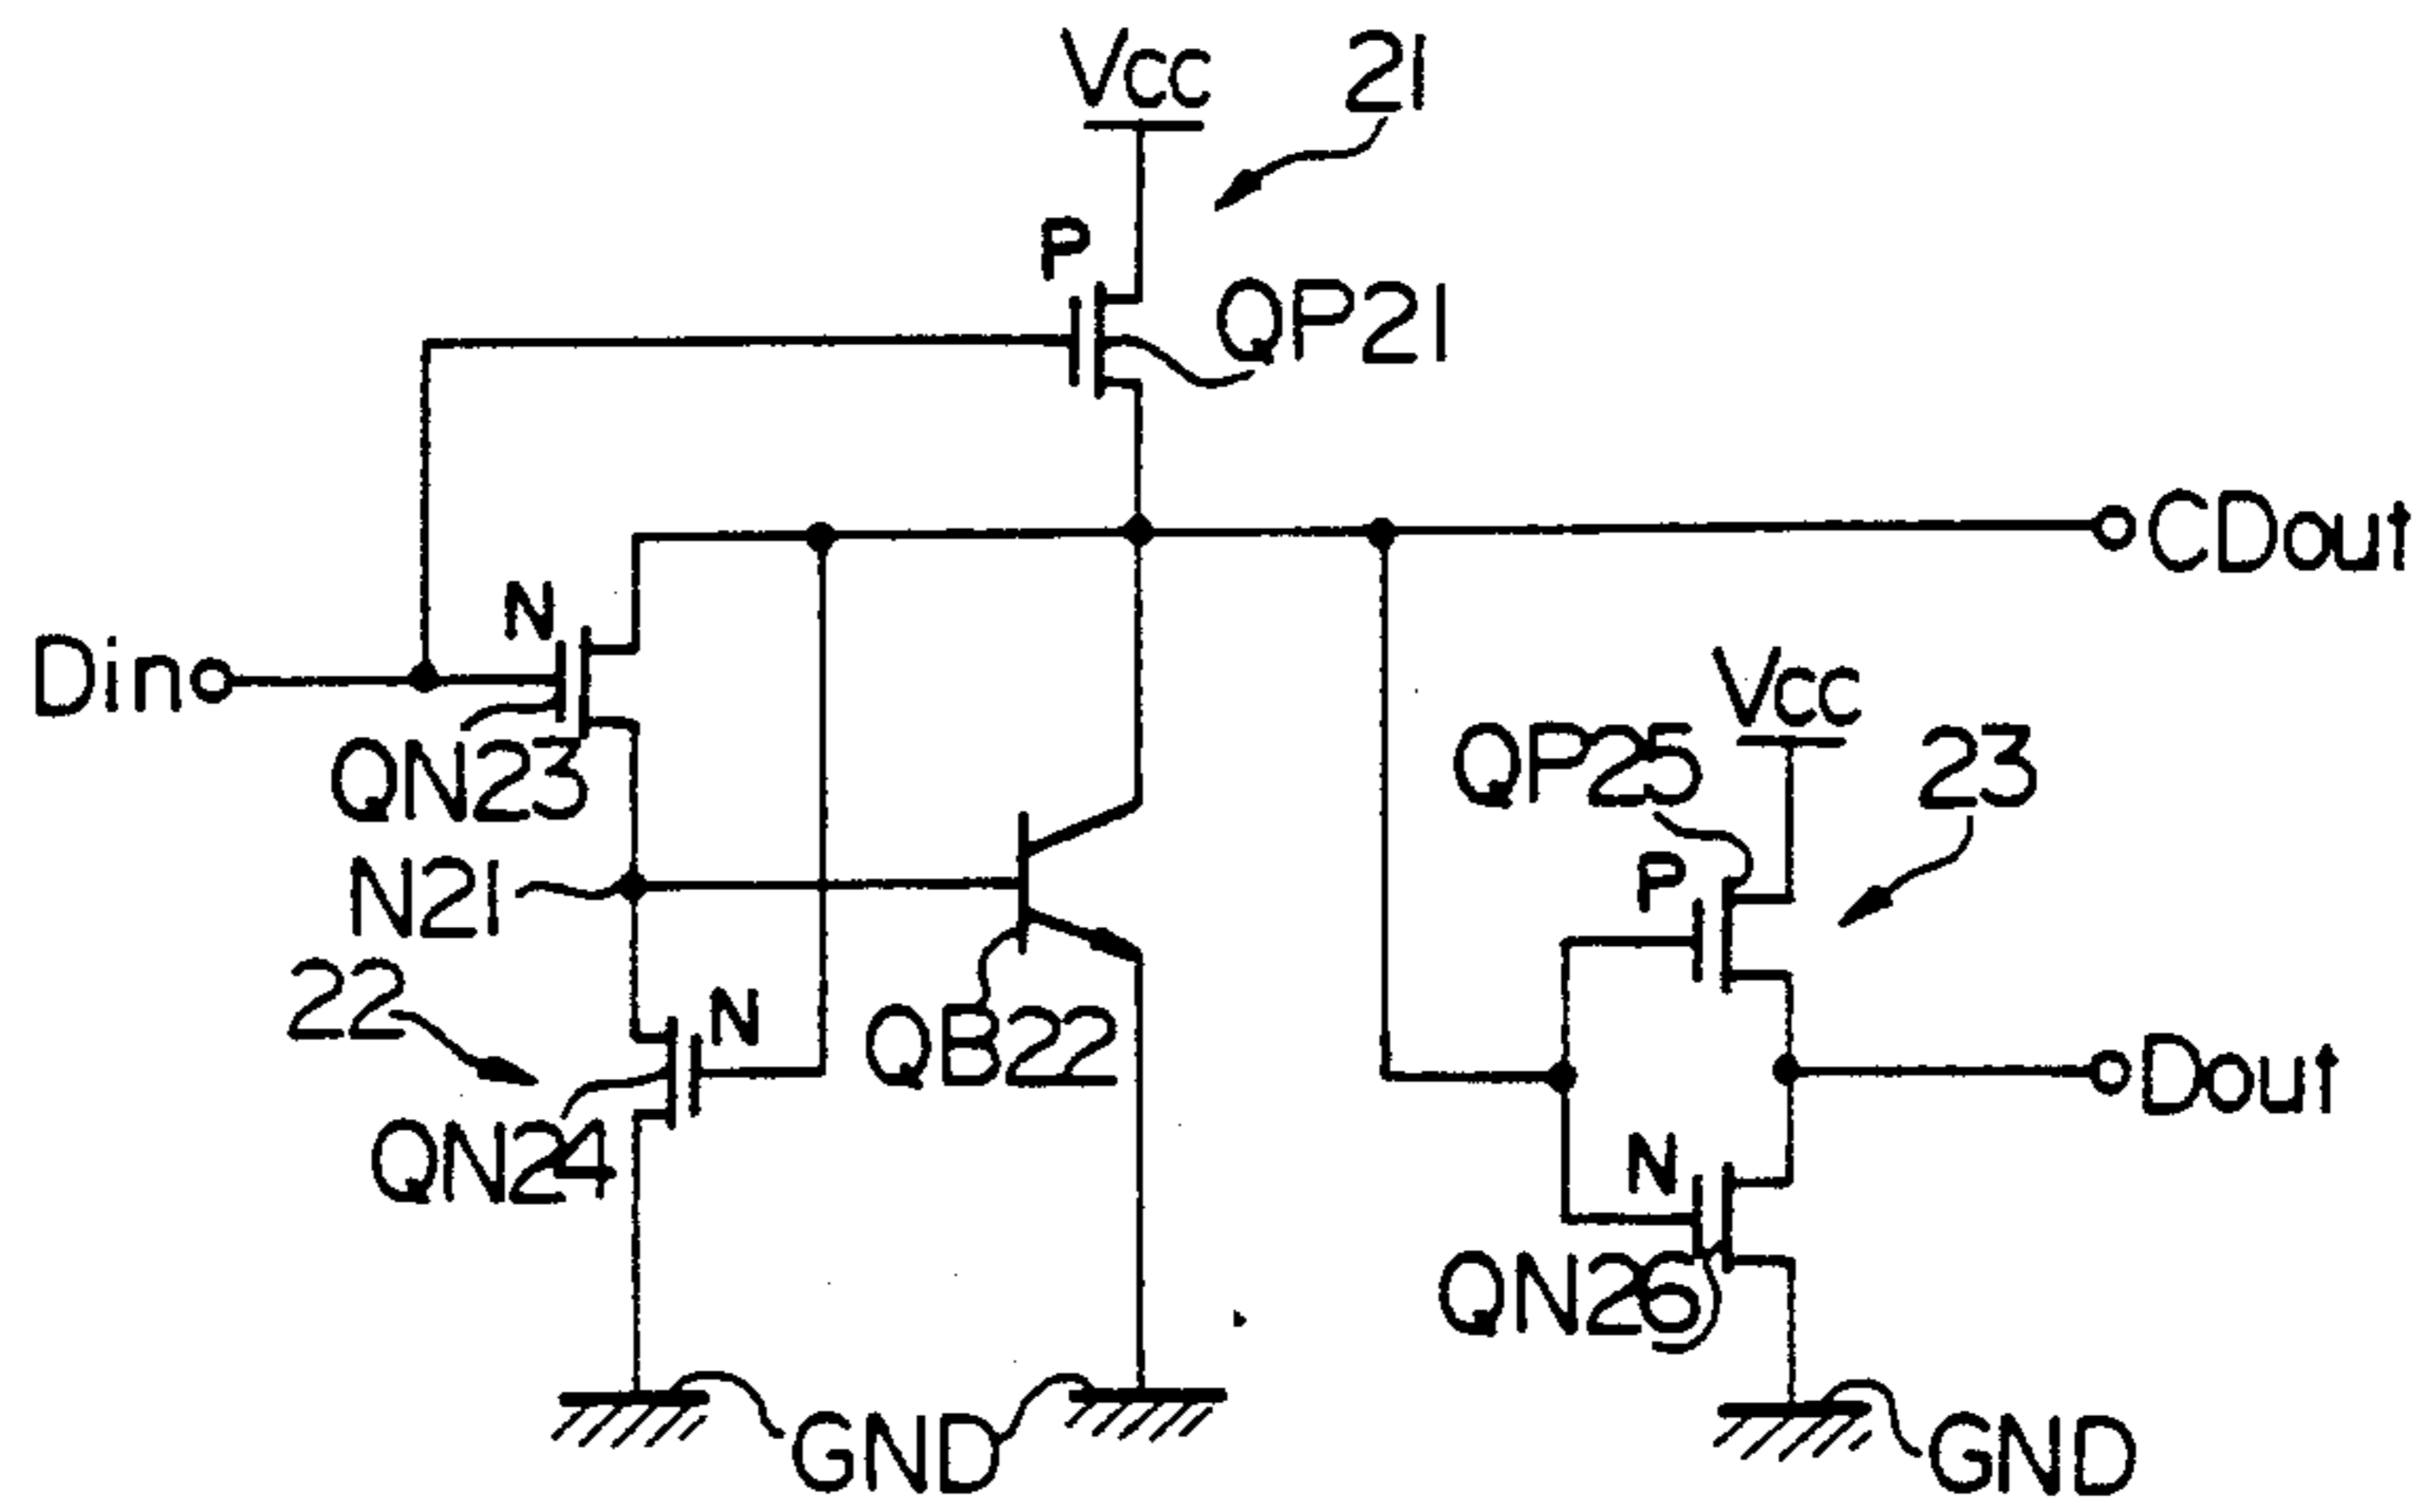 Vcc
21
P
QP21
CDout
N
Din
QN23
Vcc
QP25
23
N21
P
22
N
QB22
Dout
QN24
N
QN26
GND
GND